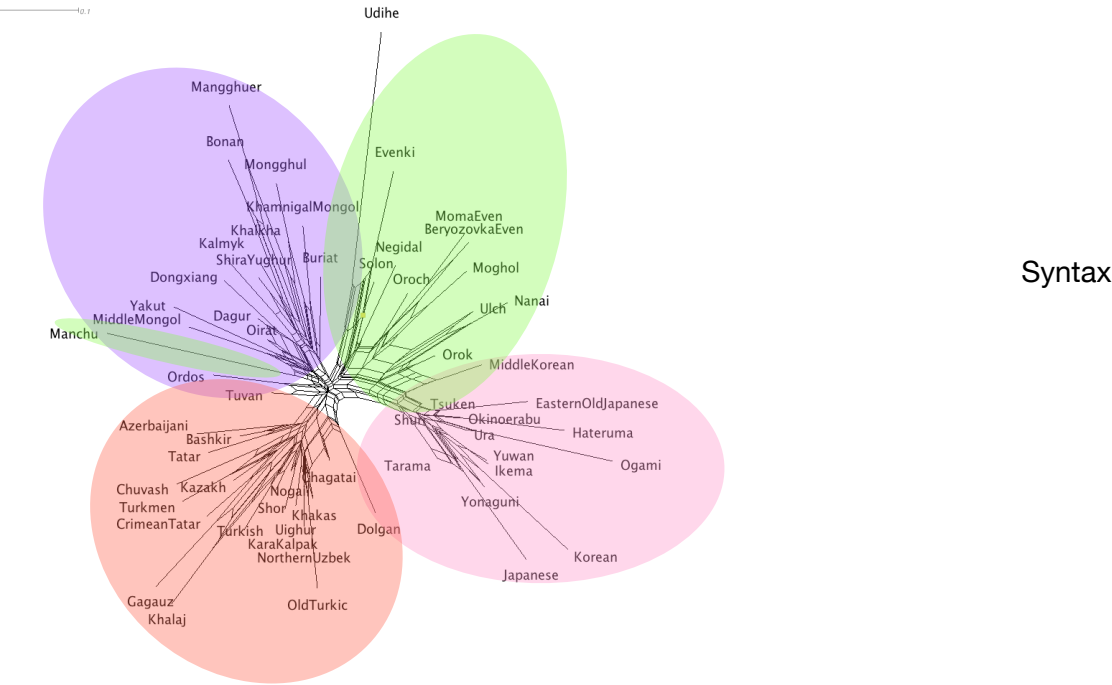 0.1
Udihe
Mangghuer
Bonan
Evenki
Mongghul
KhamnigalMongol
MomaEven
BeryozovkaEven
Khalkha
Kalmyk
Negidal
ShiraYughur
Buriat
Solon
Moghol
Syntax
Dongxiang
Oroch
Nanai
Yakut
Ulch
MiddleMongol
Dagur
Oirat
Manchu
Orok
MiddleKorean
Ordos
Tuvan
Tsuken
EasternOldJapanese
Shuri
Okinoerabu
Azerbaijani
Ura
Hateruma
Bashkir
Tatar
Yuwan
Tarama
Ogami
Ikema
Chagatai
Chuvash
Kazakh
Nogai
Yonaguni
Turkmen
Shor
Khakas
CrimeanTatar
Turkish
Uighur
Dolgan
KaraKalpak
NorthernUzbek
Korean
Japanese
Gagauz
OldTurkic
Khalaj